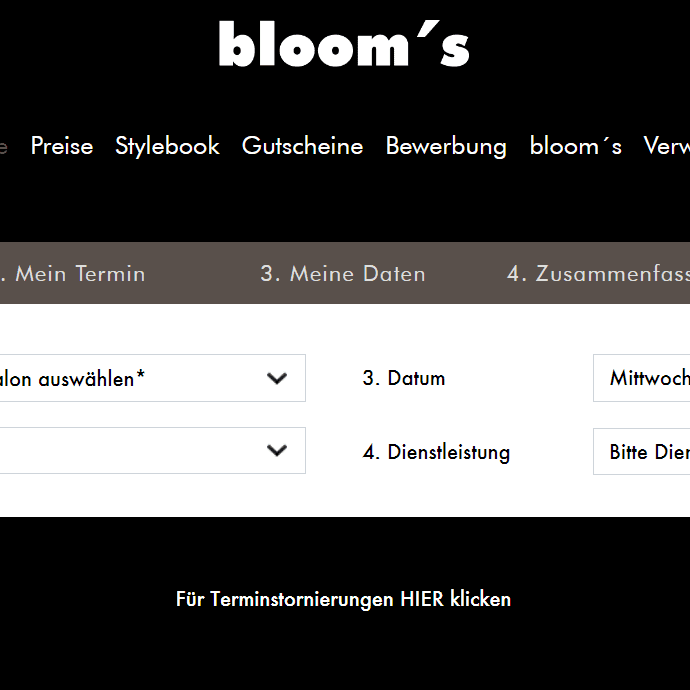 bloom´s
e Preise Stylebook Gutscheine Bewerbung bloom´s Verw
. Mein Termin 3. Meine Daten 4. Zusammenfass
alon auswählen* 3. Datum Mittwoch
4. Dienstleistung Bitte Dien
Für Terminstornierungen HIER klicken